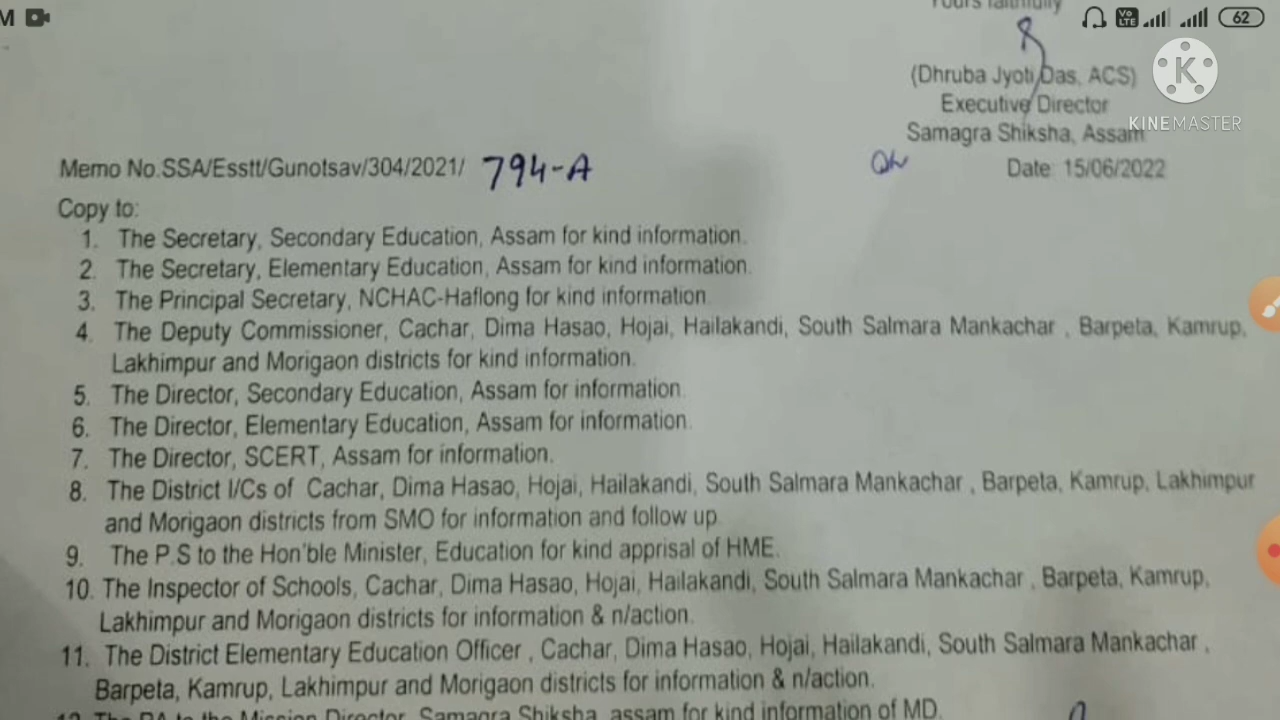 M
Vo LTE
62
Yours faithfully
(Dhruba Jyoti Das, ACS)
Executive Director
Samagra Shiksha, Assam
KINEMASTER
Memo No.SSA/Esstt/Gunotsav/304/2021/ 794-A
Date: 15/06/2022
Copy to:
1. The Secretary, Secondary Education, Assam for kind information.
2. The Secretary, Elementary Education, Assam for kind information.
3. The Principal Secretary, NCHAC-Haflong for kind information
4. The Deputy Commissioner, Cachar, Dima Hasao, Hojai, Hailakandi, South Salmara Mankachar , Barpeta, Kamrup,
Lakhimpur and Morigaon districts for kind information.
5. The Director, Secondary Education, Assam for information.
6. The Director, Elementary Education, Assam for information.
7. The Director, SCERT, Assam for information.
8. The District I/Cs of Cachar, Dima Hasao, Hojai, Hailakandi, South Salmara Mankachar , Barpeta, Kamrup, Lakhimpur
and Morigaon districts from SMO for information and follow up.
9. The P.S to the Hon'ble Minister, Education for kind apprisal of HME.
10. The Inspector of Schools, Cachar, Dima Hasao, Hojai, Hailakandi, South Salmara Mankachar , Barpeta, Kamrup,
Lakhimpur and Morigaon districts for information & n/action.
11. The District Elementary Education Officer , Cachar, Dima Hasao, Hojai, Hailakandi, South Salmara Mankachar ,
Barpeta, Kamrup, Lakhimpur and Morigaon districts for information & n/action.
12. The PA to the Mission Director, Samagra Shiksha, assam for kind information of MD.